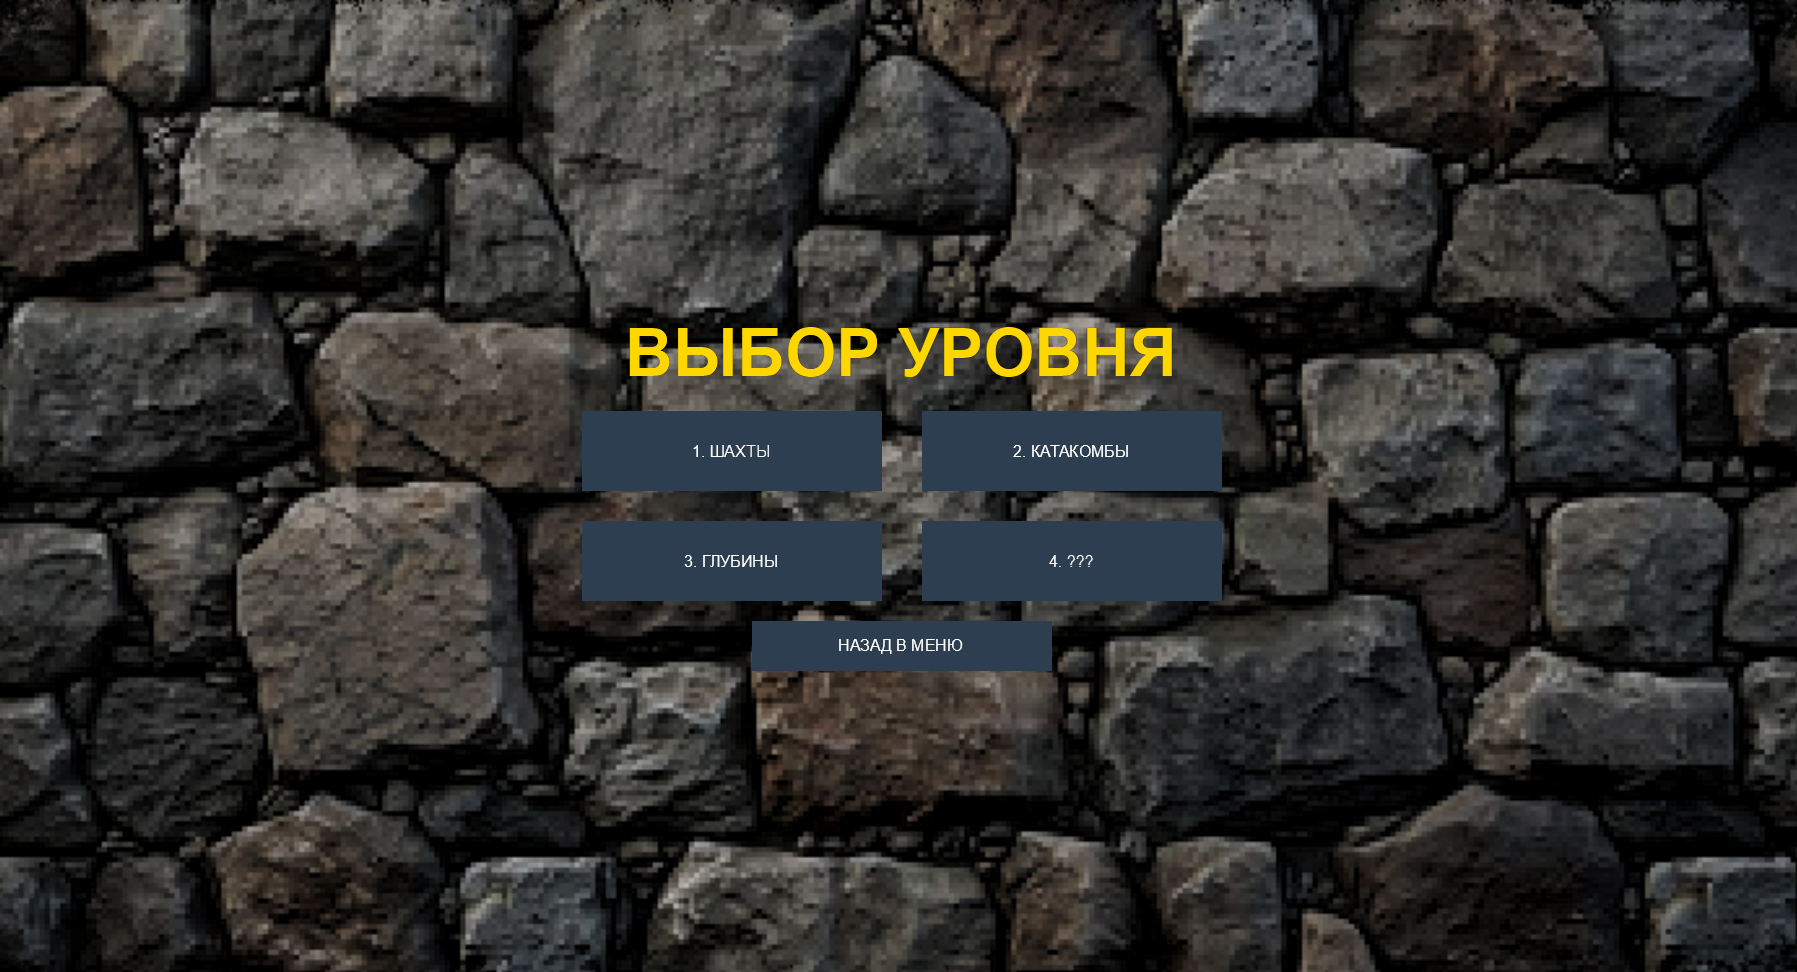 ВЫБОР УРОВНЯ
1. ШАХТЫ
2. КАТАКОМБЫ
3. ГЛУБИНЫ
4. ???
НАЗАД В МЕНЮ